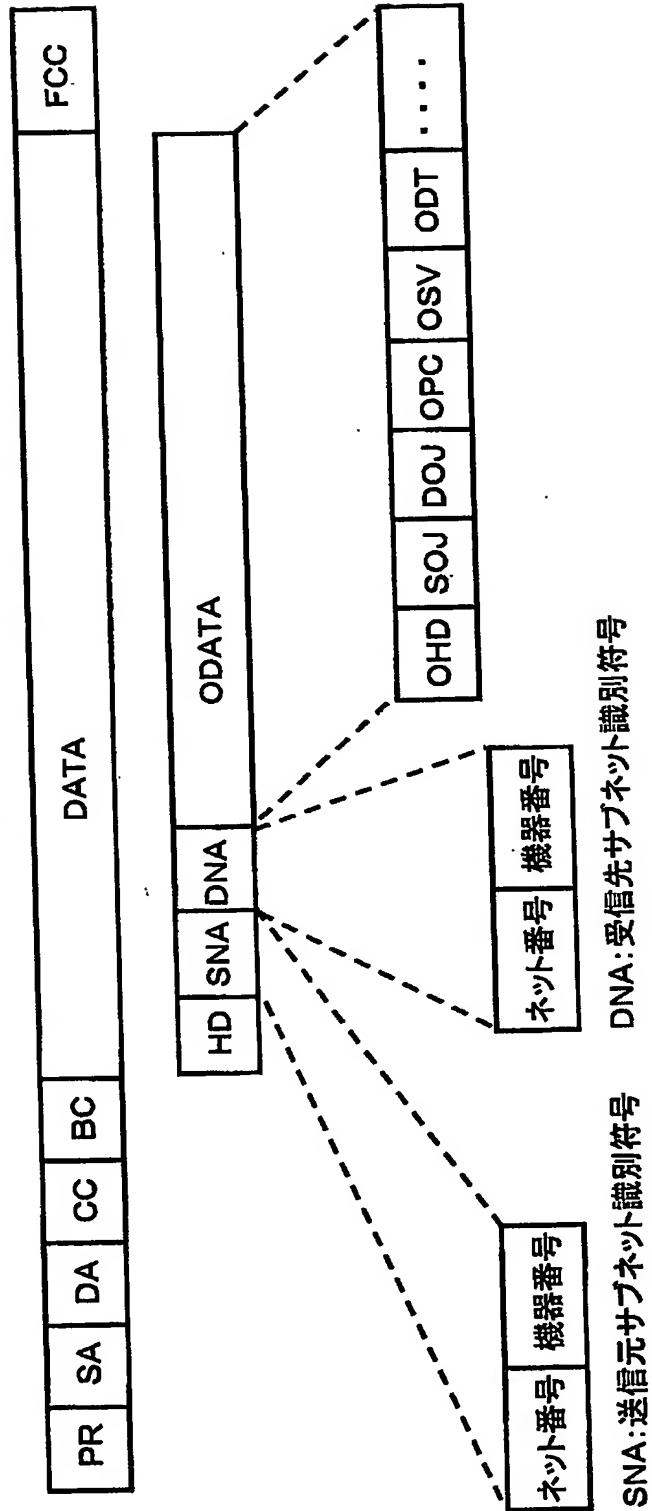 PR SA DA CC BC DATA FCC
HD SNA DNA ODATA
OHD SOJ DOJ OPC OSV ODT ....
ネット番号 機器番号
ネット番号 機器番号
SNA:送信元サブネット識別符号
DNA:受信先サブネット識別符号